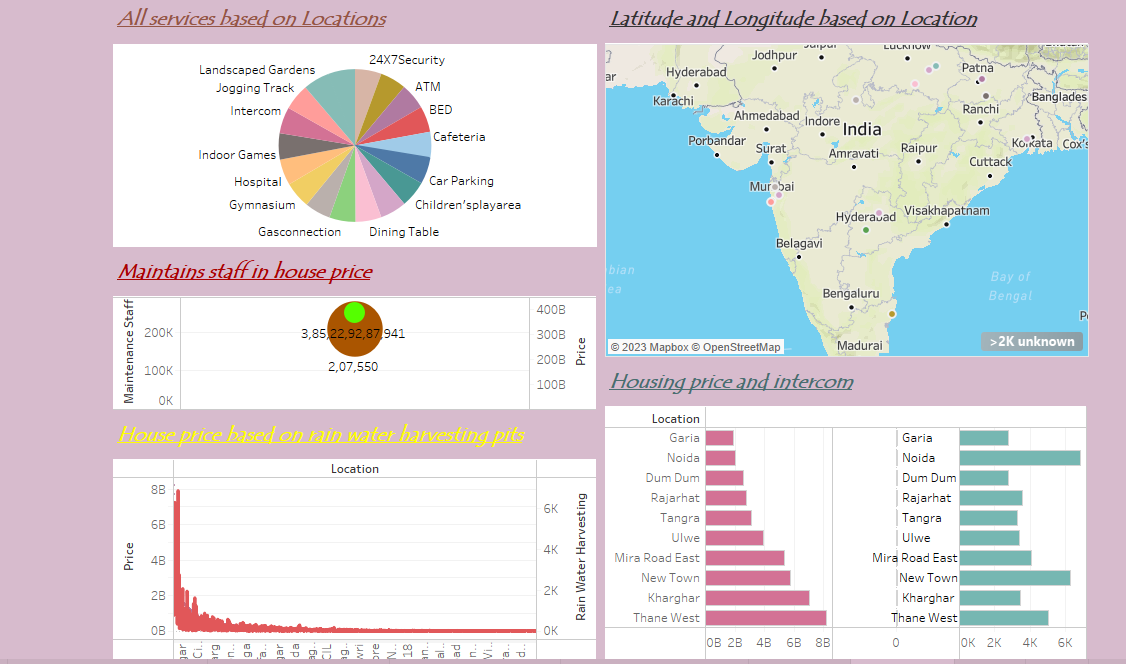 All services based on Locations
24X7Security
Landscaped Gardens
ATM
Jogging Track
BED
Intercom
Cafeteria
Indoor Games
Car Parking
Hospital
Gymnasium
Children'splayarea
Gasconnection
Dining Table
Maintains staff in house price
Maintenance Staff
200K
100K
0K
3,85,22,92,87,941
2,07,550
400B
300B
200B
100B
Price
House price based on rain water harvesting pits
Location
Price
8B
6B
4B
2B
0B
6K
4K
2K
0K
Rain Water Harvesting
Latitude and Longitude based on Location
Lucknow
Jodhpur
Patna
Hyderabad
Karachi
Ranchi
Banglades
Ahmedabad
Indore
India
Porbandar
Surat
Amravati
Raipur
Kolkata
Cox's
Cuttack
Mumbai
Hyderabad
Visakhapatnam
Belagavi
Bay of
Bengal
Bengaluru
Madurai
© 2023 Mapbox © OpenStreetMap
>2K unknown
Housing price and intercom
Location
Garia Garia
Noida Noida
Dum Dum Dum Dum
Rajarhat Rajarhat
Tangra Tangra
Ulwe Ulwe
Mira Road East Mira Road East
New Town New Town
Kharghar Kharghar
Thane West Thane West
0B 2B 4B 6B 8B 0 0K 2K 4K 6K